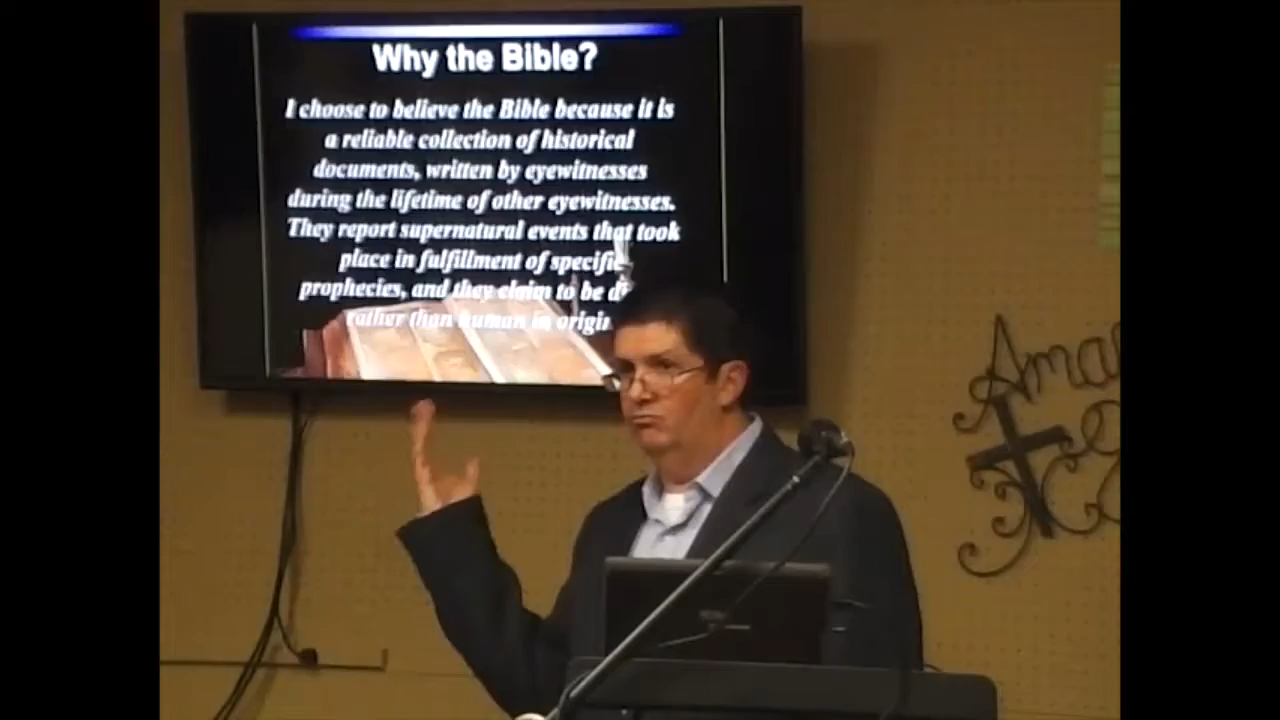 Why the Bible?
I choose to believe the Bible because it is
a reliable collection of historical
documents, written by eyewitnesses
during the lifetime of other eyewitnesses.
They report supernatural events that took
place in fulfillment of specific
prophecies, and they claim to be
rather than human in